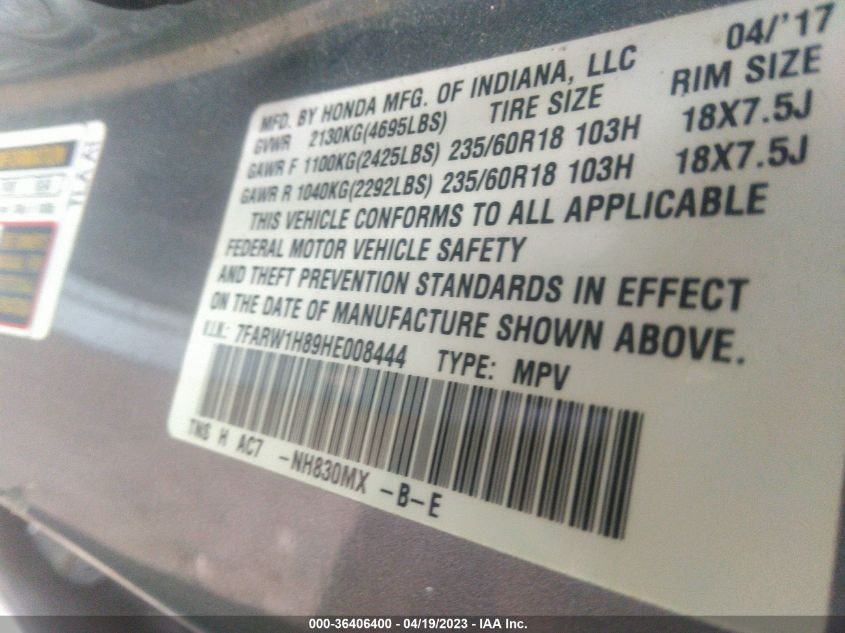 04/'17
MFD. BY HONDA MFG. OF INDIANA, LLC
GVWR 2130KG(4695LBS) TIRE SIZE RIM SIZE
GAWR F 1100KG(2425LBS) 235/60R18 103H 18X7.5J
GAWR R 1040KG(2292LBS) 235/60R18 103H 18X7.5J
THIS VEHICLE CONFORMS TO ALL APPLICABLE
FEDERAL MOTOR VEHICLE SAFETY
AND THEFT PREVENTION STANDARDS IN EFFECT
ON THE DATE OF MANUFACTURE SHOWN ABOVE.
V.I.N.: 7FARW1H89HE008444 TYPE: MPV
TNG H AC7 -NH830MX -B-E
000-36406400 - 04/19/2023 - IAA Inc.